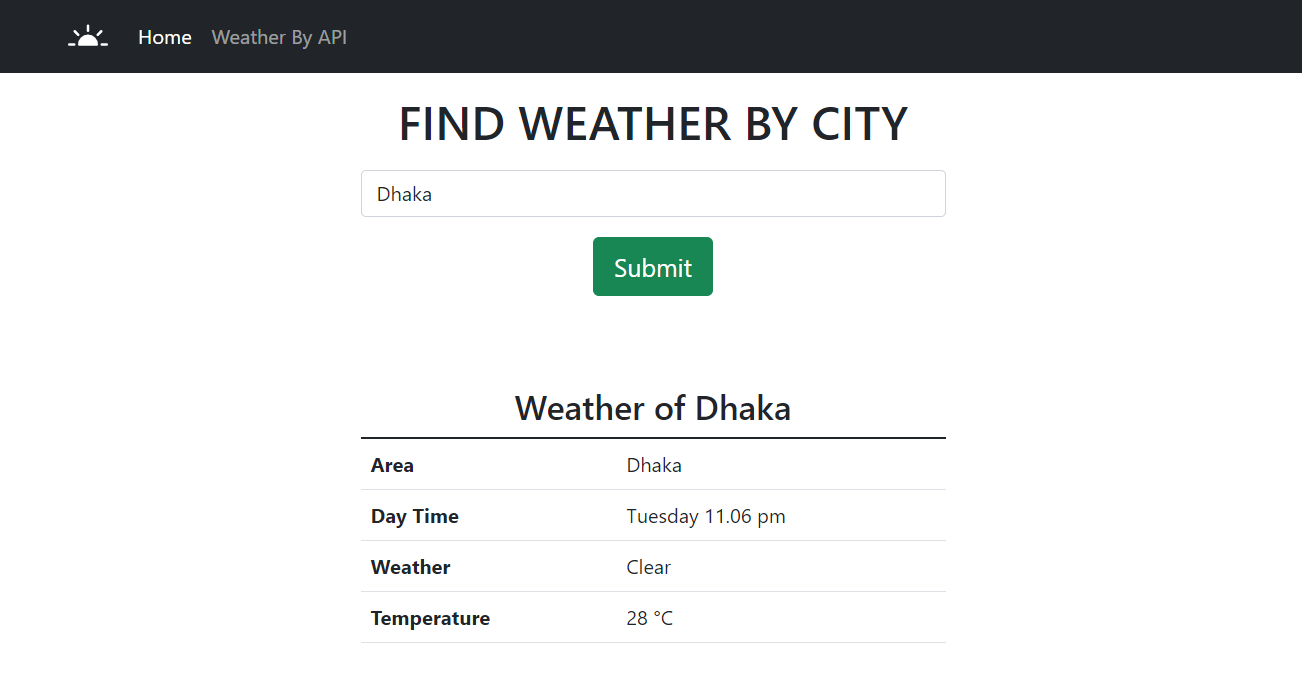 Home Weather By API
FIND WEATHER BY CITY
Dhaka
Submit
Weather of Dhaka
Area Dhaka
Day Time Tuesday 11.06 pm
Weather Clear
Temperature 28 °C